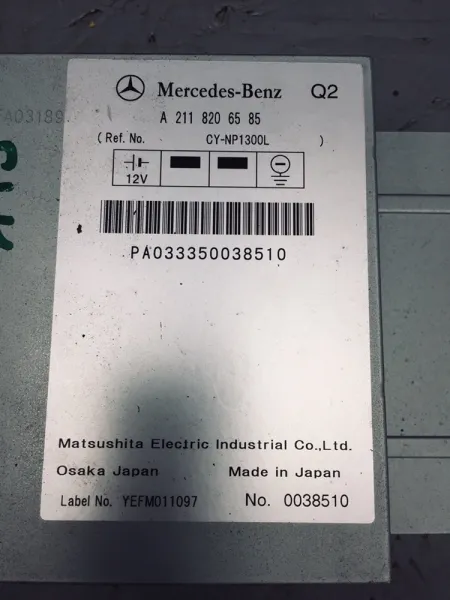 Mercedes-Benz Q2
A 211 820 65 85
(Ref. No. CY-NP1300L )
12V
PA033350038510
Matsushita Electric Industrial Co.,Ltd.
Osaka Japan Made in Japan
Label No. YEFM011097 No. 0038510